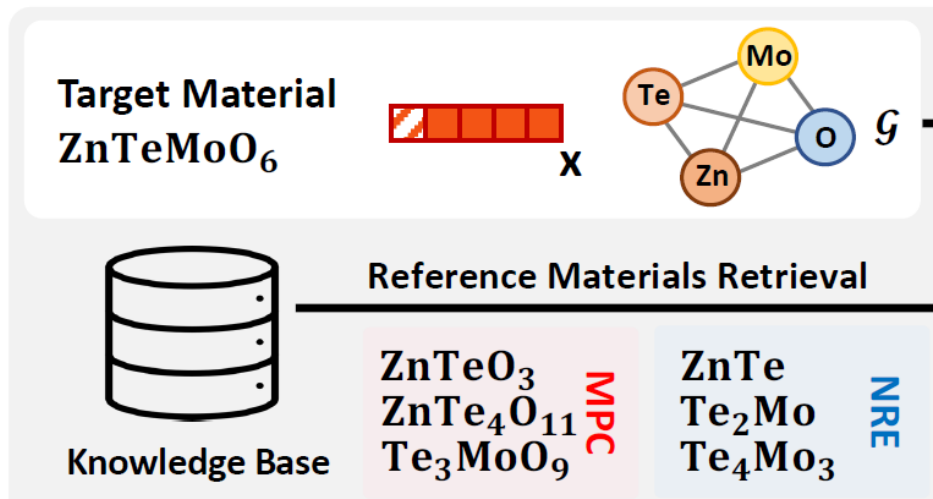 Target Material
ZnTeMoO₆
x
Mo
Te
O
Zn
𝒢
Reference Materials Retrieval
Knowledge Base
ZnTeO₃
ZnTe₄O₁₁
Te₃MoO₉
MPC
ZnTe
Te₂Mo
Te₄Mo₃
NRE